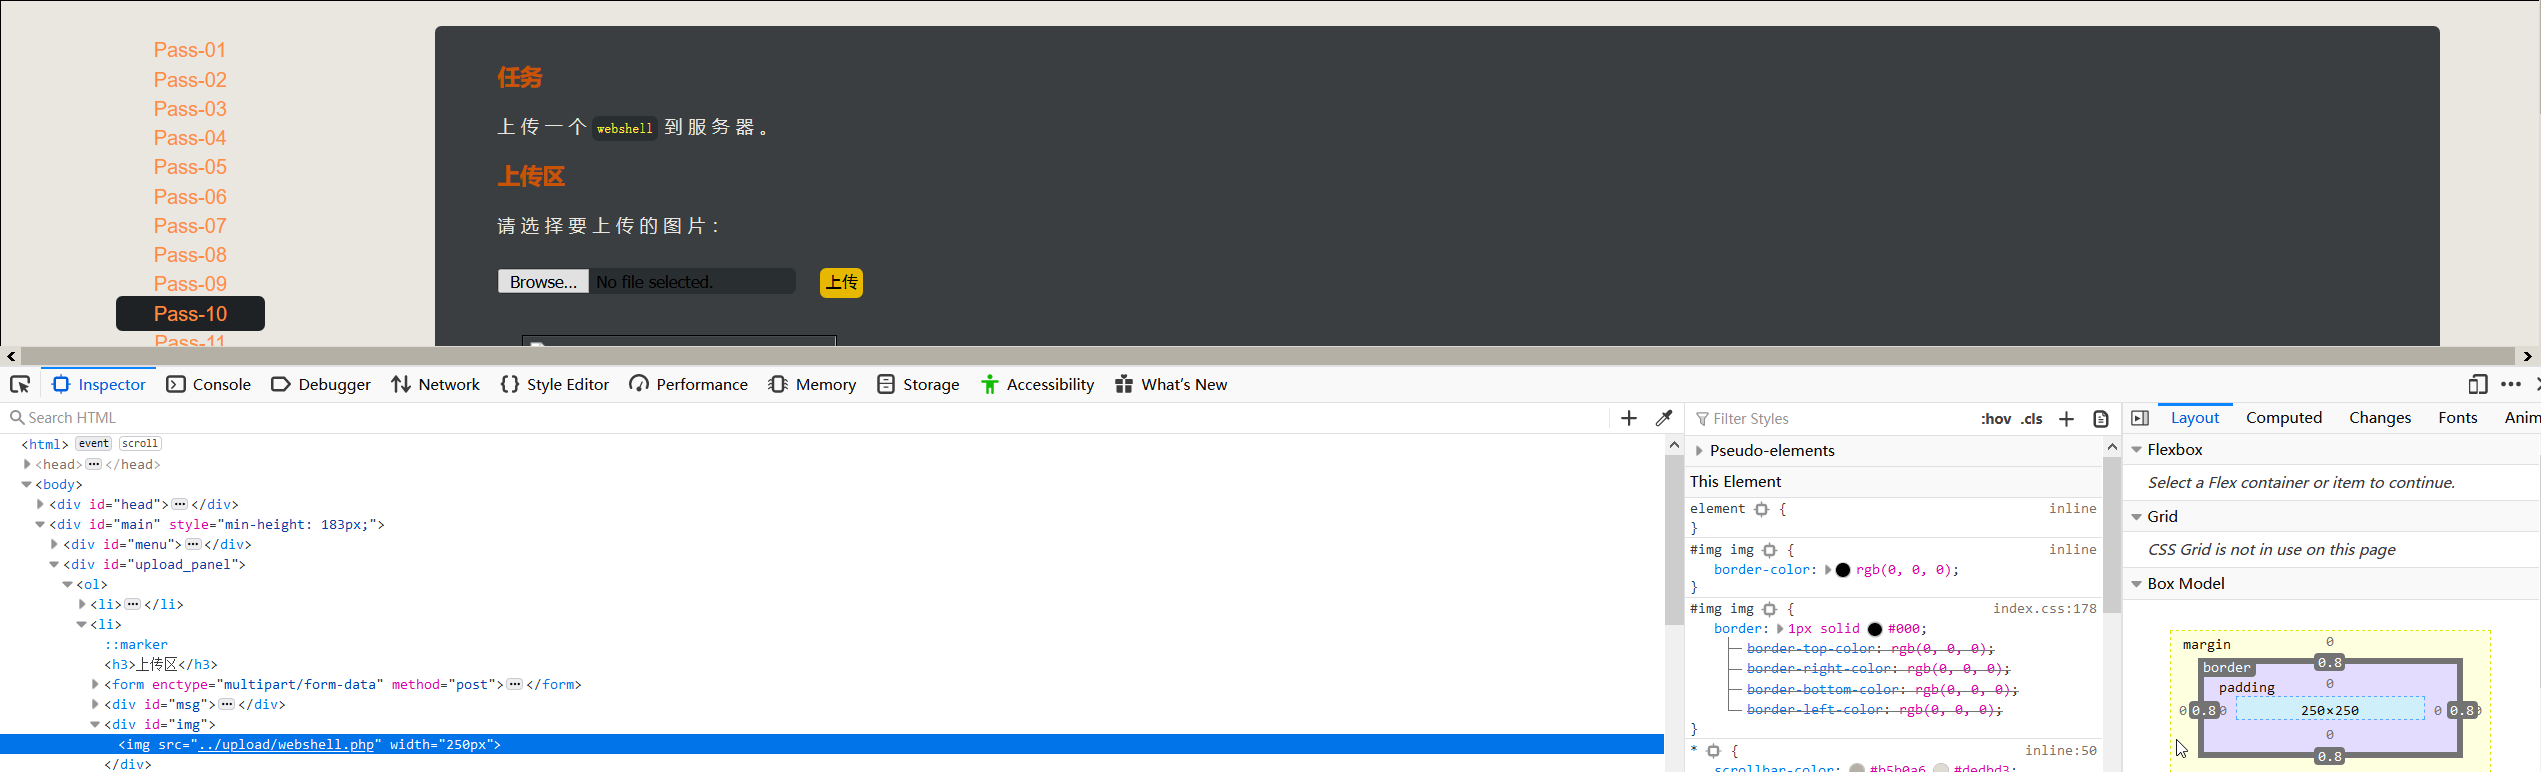 Pass-01
Pass-02
Pass-03
Pass-04
Pass-05
Pass-06
Pass-07
Pass-08
Pass-09
Pass-10
Pass-11
任务
上传一个 webshell 到服务器。
上传区
请选择要上传的图片：
Browse... No file selected. 上传
Inspector Console Debugger Network Style Editor Performance Memory Storage Accessibility What's New
Search HTML
<html> event scroll
<head>...</head>
<body>
<div id="head">...</div>
<div id="main" style="min-height: 183px;">
<div id="menu">...</div>
<div id="upload_panel">
<ol>
<li>...</li>
<li>
::marker
<h3>上传区</h3>
<form enctype="multipart/form-data" method="post">...</form>
<div id="msg">...</div>
<div id="img">
<img src="../upload/webshell.php" width="250px">
</div>
Filter Styles :hov .cls
Pseudo-elements
This Element
element { inline
}
#img img { inline
border-color: rgb(0, 0, 0);
}
#img img { index.css:178
border: 1px solid #000;
border-top-color: rgb(0, 0, 0);
border-right-color: rgb(0, 0, 0);
border-bottom-color: rgb(0, 0, 0);
border-left-color: rgb(0, 0, 0);
}
* { inline:50
scrollbar-color: #b5b0a6 #dedbd3;
Layout Computed Changes Fonts Anim
Flexbox
Select a Flex container or item to continue.
Grid
CSS Grid is not in use on this page
Box Model
margin 0
border 0.8
padding 0
0 0.8 0 250×250 0 0.8 0
0
0.8